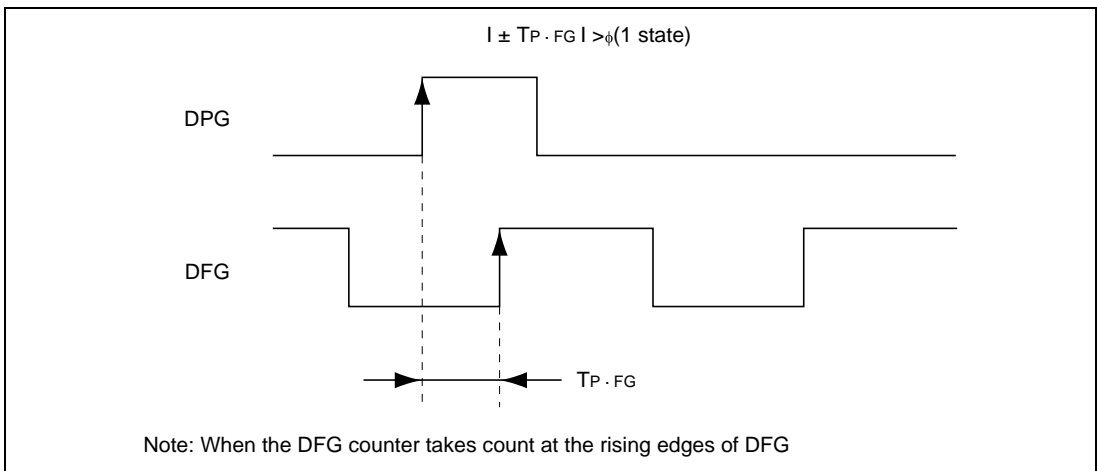 I ± TP · FG I >ϕ(1 state)
DPG
DFG
TP · FG
Note: When the DFG counter takes count at the rising edges of DFG